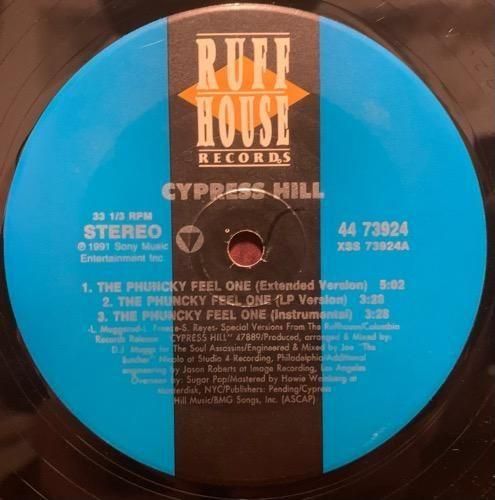 RUFF
HOUSE
RECORDS
CYPRESS HILL
33 1/3 RPM
STEREO
℗ 1991 Sony Music
Entertainment Inc.
44 73924
XSS 73924A
1. THE PHUNCKY FEEL ONE (Extended Version) 5:02
2. THE PHUNCKY FEEL ONE (LP Version) 3:28
3. THE PHUNCKY FEEL ONE (Instrumental) 3:28
-L. Muggerud-L. Freeze-S. Reyes- Special Versions From The Ruffhouse/Columbia
Records Release "CYPRESS HILL" 47889/Produced, arranged & Mixed by:
D.J. Muggs for The Soul Assassins/Engineered & Mixed by Joe "The
Butcher" Nicolo at Studio 4 Recording, Philadelphia/Additional
engineering by Jason Roberts at Image Recording, Los Angeles
Overseen by: Sugar Pop/Mastered by Howie Weinberg at
Masterdisk, NYC/Publishers: Pending/Cypress
Hill Music/BMG Songs, Inc. (ASCAP)